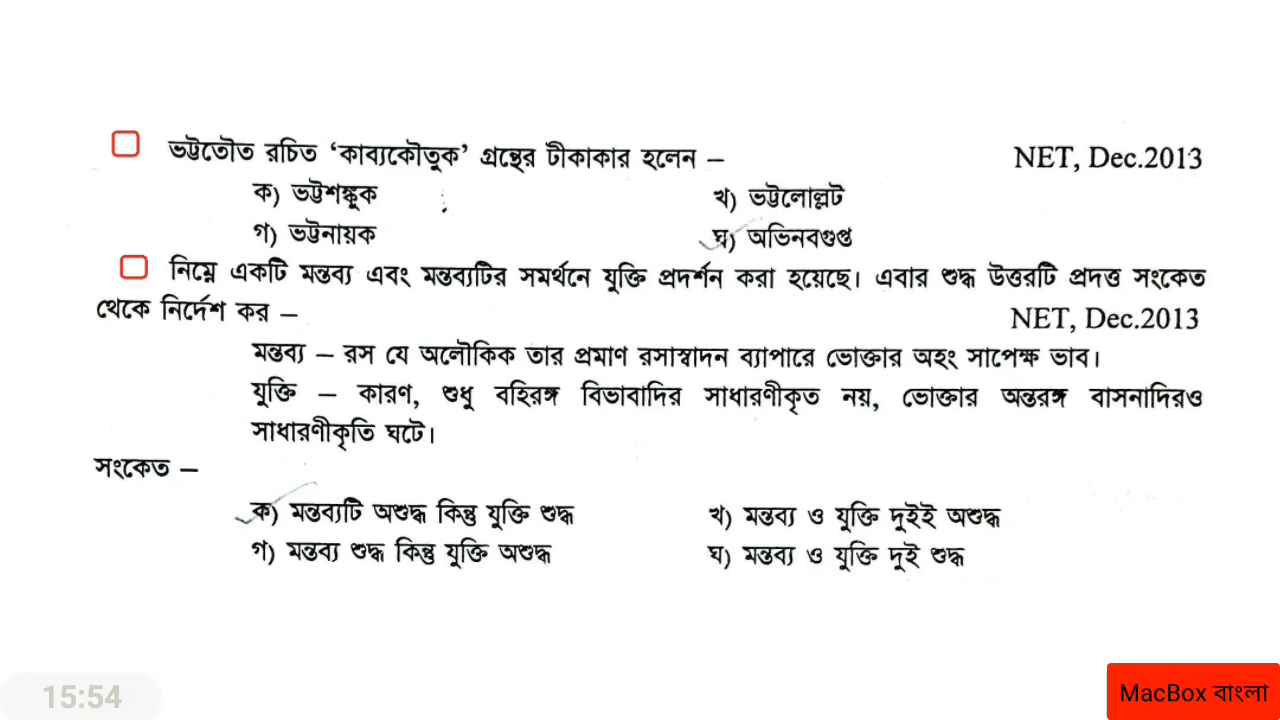 ভট্টতৌত রচিত ‘কাব্যকৌতুক’ গ্রন্থের টীকাকার হলেন – NET, Dec.2013
ক) ভট্টশঙ্কুক খ) ভট্টলোল্লট
গ) ভট্টনায়ক ঘ) অভিনবগুপ্ত
নিম্নে একটি মন্তব্য এবং মন্তব্যটির সমর্থনে যুক্তি প্রদর্শন করা হয়েছে। এবার শুদ্ধ উত্তরটি প্রদত্ত সংকেত
থেকে নির্দেশ কর – NET, Dec.2013
মন্তব্য – রস যে অলৌকিক তার প্রমাণ রসাস্বাদন ব্যাপারে ভোক্তার অহং সাপেক্ষ ভাব।
যুক্তি – কারণ, শুধু বহিরঙ্গ বিভাবাদির সাধারণীকৃত নয়, ভোক্তার অন্তরঙ্গ বাসনাদিরও
সাধারণীকৃতি ঘটে।
সংকেত –
ক) মন্তব্যটি অশুদ্ধ কিন্তু যুক্তি শুদ্ধ খ) মন্তব্য ও যুক্তি দুইই অশুদ্ধ
গ) মন্তব্য শুদ্ধ কিন্তু যুক্তি অশুদ্ধ ঘ) মন্তব্য ও যুক্তি দুই শুদ্ধ
15:54
MacBox বাংলা